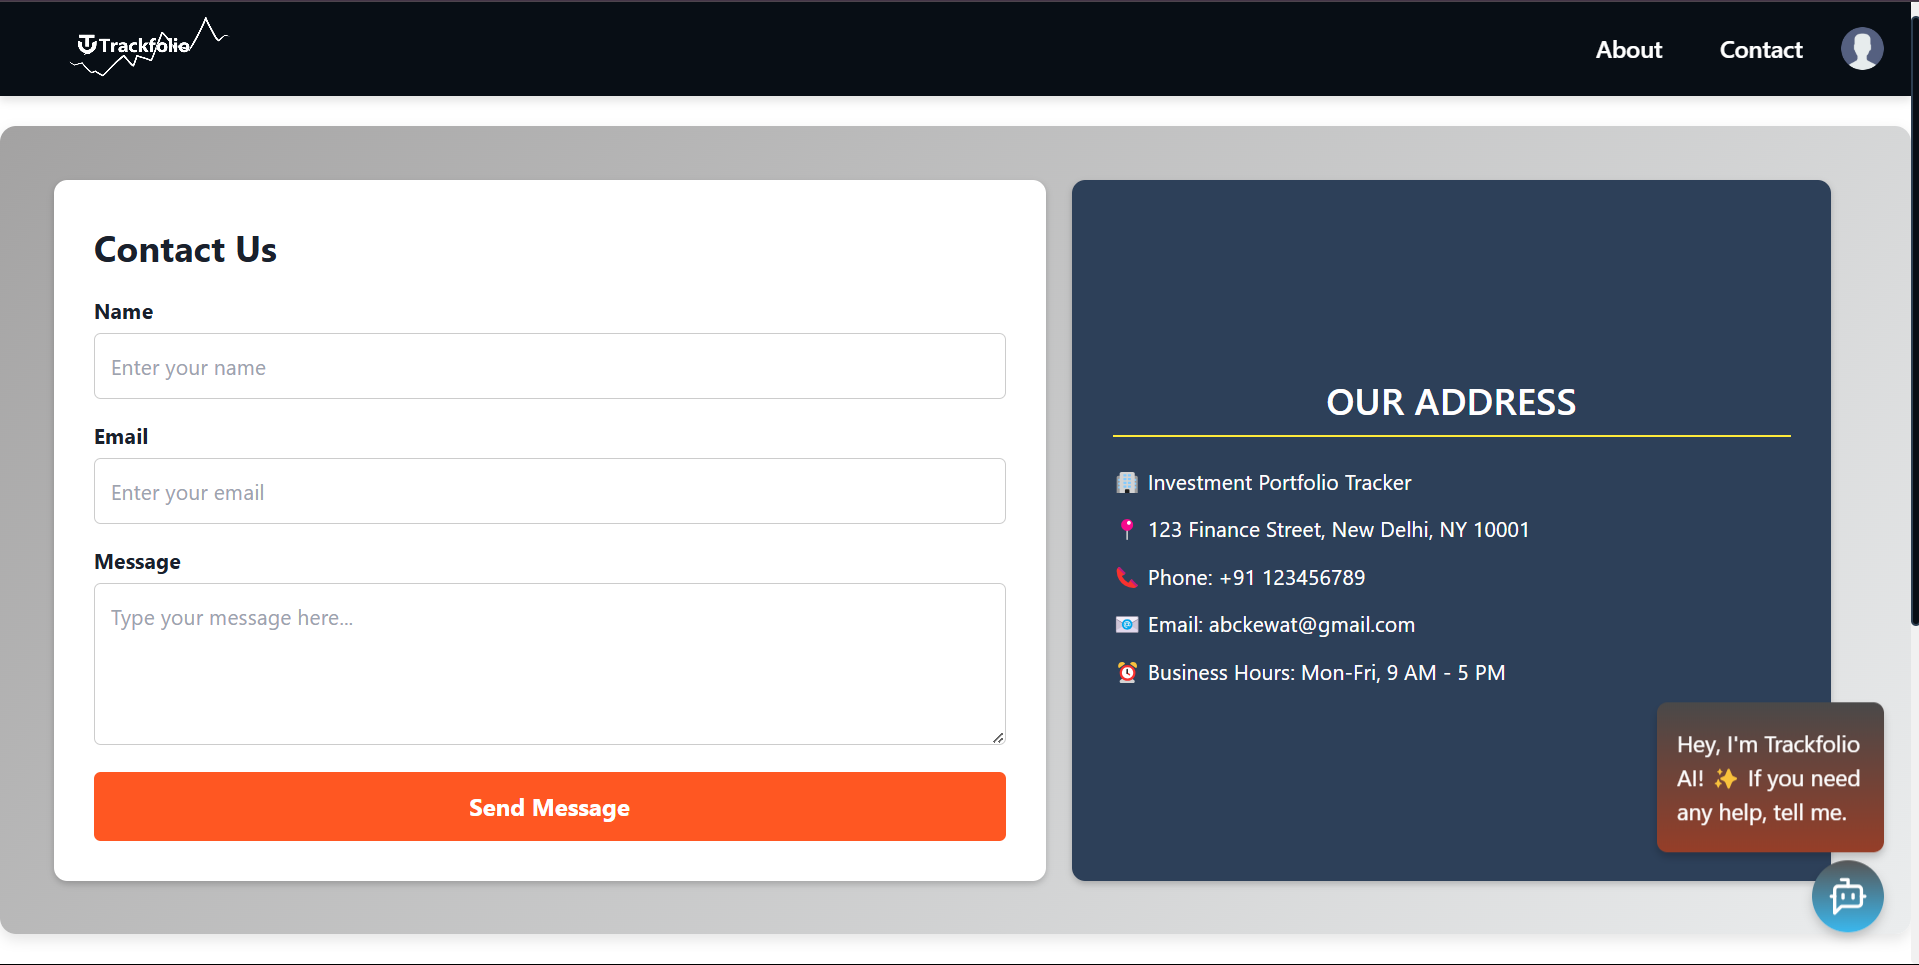 Trackfolio
About
Contact
Contact Us
Name
Enter your name
Email
Enter your email
Message
Type your message here...
Send Message
OUR ADDRESS
🏢 Investment Portfolio Tracker
📍 123 Finance Street, New Delhi, NY 10001
📞 Phone: +91 123456789
📧 Email: abckewat@gmail.com
⏰ Business Hours: Mon-Fri, 9 AM - 5 PM
Hey, I'm Trackfolio
AI! ✨ If you need
any help, tell me.